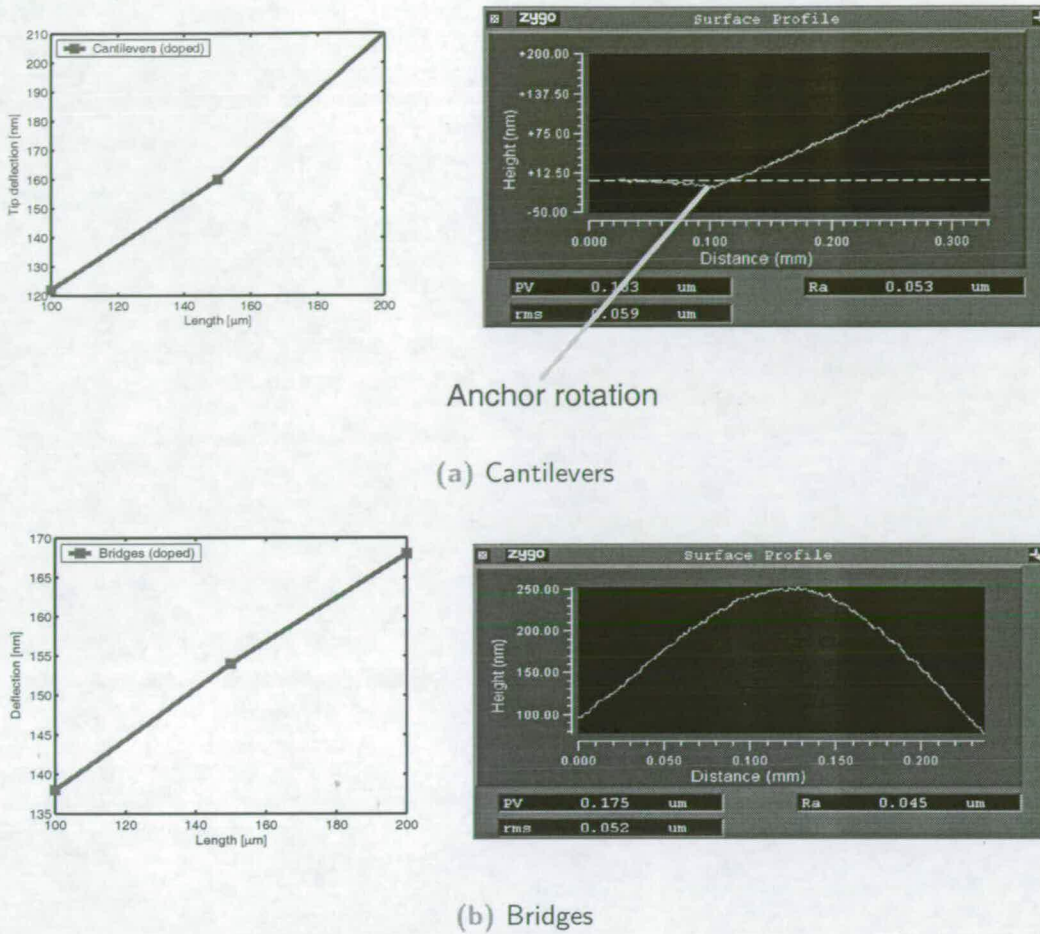 Cantilevers (doped)
210
200
190
180
170
160
150
140
130
120
Tip deflection [nm]
100 120 140 160 180 200
Length [µm]
zygo Surface Profile
+200.00
+137.50
+75.00
+12.50
-50.00
Height (nm)
0.000 0.100 0.200 0.300
Distance (mm)
PV um
Ra 0.053 um
rms 0.059 um
Anchor rotation
(a) Cantilevers
Bridges (doped)
170
165
160
155
150
145
140
135
Deflection [nm]
100 120 140 160 180 200
Length [µm]
zygo Surface Profile
250.00
200.00
150.00
100.00
Height (nm)
0.000 0.050 0.100 0.150 0.200
Distance (mm)
PV 0.175 um
Ra 0.045 um
rms 0.052 um
(b) Bridges